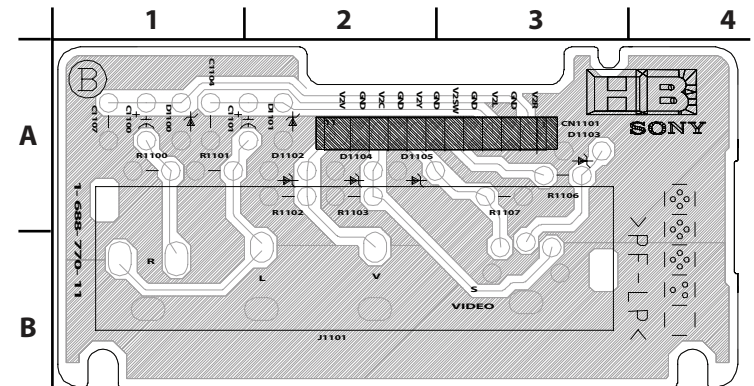 1 2 3 4
A
B
B
C1107
C1100
D1100
C1104
C1101
D1101
V2V
GND
V2C
GND
V2Y
GND
V2SW
GND
V2L
GND
V2R
CN1101
D1103
HB
SONY
R1100
R1101
D1102
D1104
D1105
R1106
R1102
R1103
R1107
1-688-770-11
>PF-LP<
R
L
V
S
VIDEO
J1101